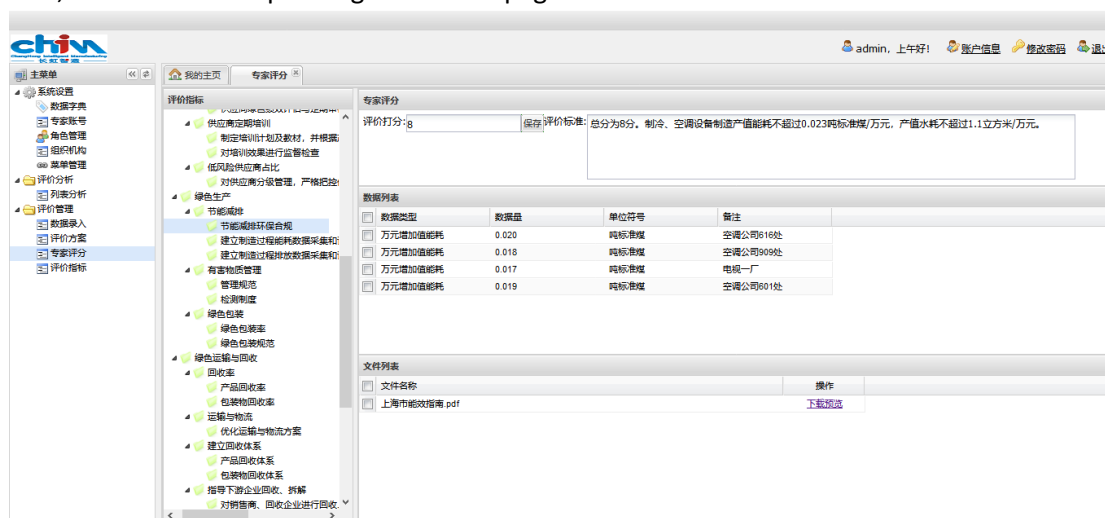 chim
长虹智造
admin, 上午好! 账户信息 修改密码 退出
主菜单
我的主页 专家评分
系统设置
数据字典
专家账号
角色管理
组织机构
菜单管理
评价分析
列表分析
评价管理
数据录入
评价方案
专家评分
评价指标
评价指标
供应商定期培训
制定培训计划及教材，并根据
对培训效果进行监督检查
低风险供应商占比
对供应商分级管理，严格把控
绿色生产
节能减排
节能减排环保合规
建立制造过程能耗数据采集和
建立制造过程排放数据采集和
有害物质管理
管理规范
检测制度
绿色包装
绿色包装率
绿色包装规范
绿色运输与回收
回收率
产品回收率
包装物回收率
运输与物流
优化运输与物流方案
建立回收体系
产品回收体系
包装物回收体系
指导下游企业回收、拆解
对销售商、回收企业进行回收.
专家评分
评价打分: 8 保存 评价标准: 总分为8分。制冷、空调设备制造产值能耗不超过0.023吨标准煤/万元，产值水耗不超过1.1立方米/万元。
数据列表
数据类型 数据量 单位符号 备注
万元增加值能耗 0.020 吨标准煤 空调公司616处
万元增加值能耗 0.018 吨标准煤 空调公司909处
万元增加值能耗 0.017 吨标准煤 电视一厂
万元增加值能耗 0.019 吨标准煤 空调公司601处
文件列表
文件名称 操作
上海市能效指南.pdf 下载预览